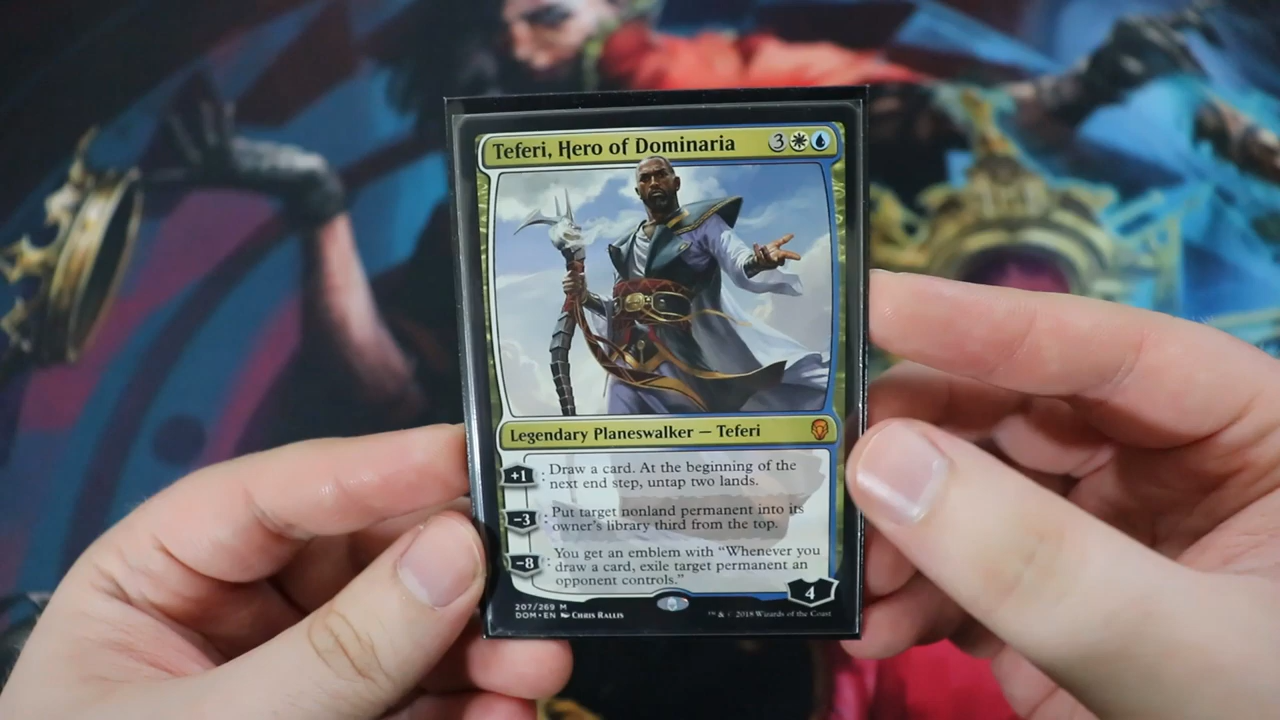 Teferi, Hero of Dominaria 3
Legendary Planeswalker — Teferi
+1 : Draw a card. At the beginning of the
next end step, untap two lands.
−3 : Put target nonland permanent into its
owner's library third from the top.
−8 : You get an emblem with “Whenever you
draw a card, exile target permanent an
opponent controls.”
4
207/269 M
DOM • EN Chris Rallis
™ & © 2018 Wizards of the Coast